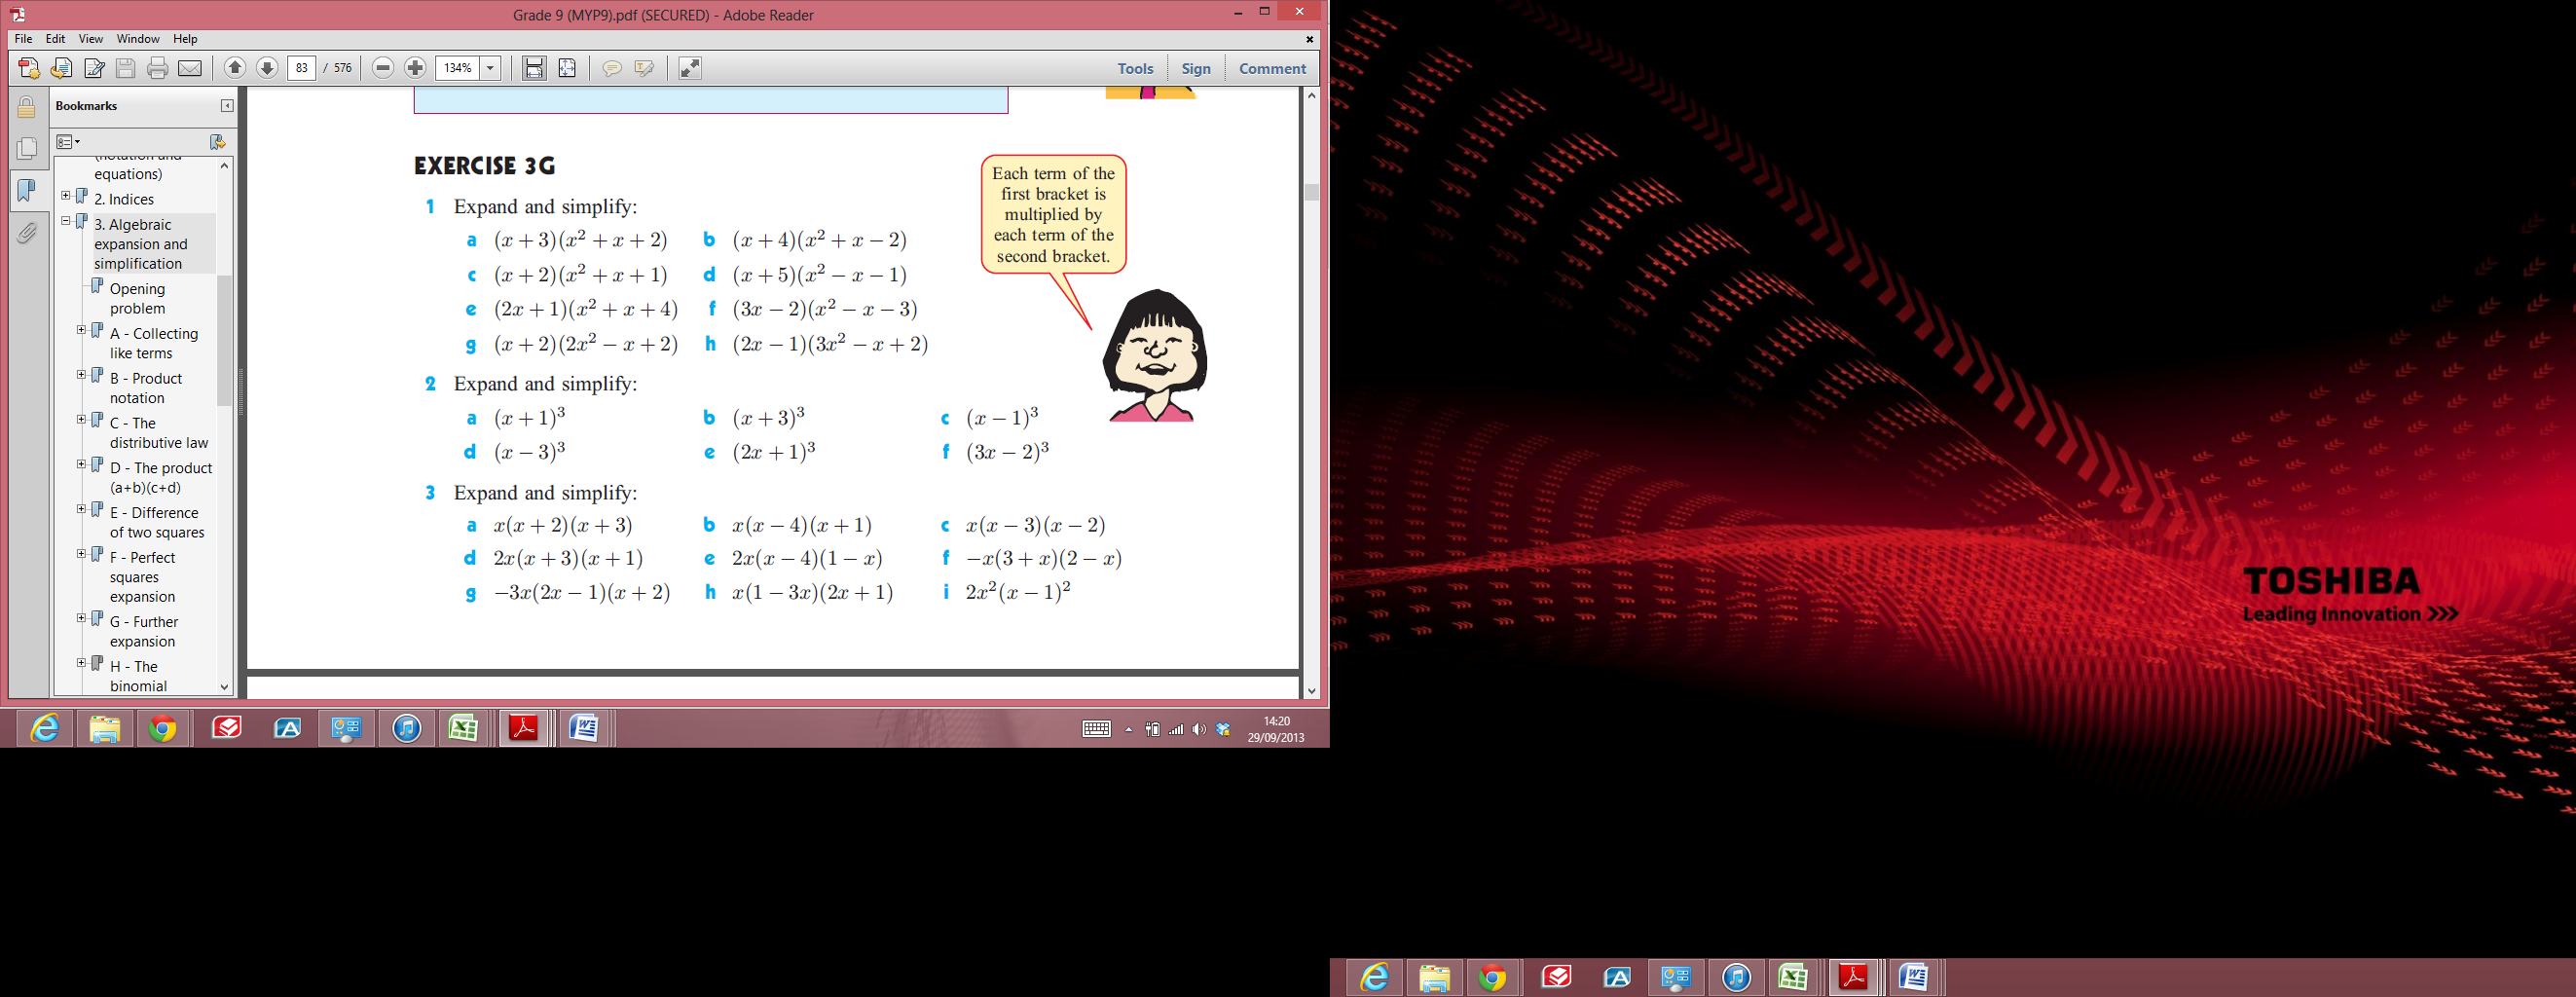 Grade 9 (MYP9).pdf (SECURED) - Adobe Reader
File Edit View Window Help
83 / 576 134% Tools Sign Comment
Bookmarks
(notation and
equations)
2. Indices
3. Algebraic
expansion and
simplification
Opening
problem
A - Collecting
like terms
B - Product
notation
C - The
distributive law
D - The product
(a+b)(c+d)
E - Difference
of two squares
F - Perfect
squares
expansion
G - Further
expansion
H - The
binomial
EXERCISE 3G
1 Expand and simplify:
a (x + 3)(x² + x + 2) b (x + 4)(x² + x − 2)
c (x + 2)(x² + x + 1) d (x + 5)(x² − x − 1)
e (2x + 1)(x² + x + 4) f (3x − 2)(x² − x − 3)
g (x + 2)(2x² − x + 2) h (2x − 1)(3x² − x + 2)
2 Expand and simplify:
a (x + 1)³ b (x + 3)³ c (x − 1)³
d (x − 3)³ e (2x + 1)³ f (3x − 2)³
3 Expand and simplify:
a x(x + 2)(x + 3) b x(x − 4)(x + 1) c x(x − 3)(x − 2)
d 2x(x + 3)(x + 1) e 2x(x − 4)(1 − x) f −x(3 + x)(2 − x)
g −3x(2x − 1)(x + 2) h x(1 − 3x)(2x + 1) i 2x²(x − 1)²
Each term of the
first bracket is
multiplied by
each term of the
second bracket.
14:20
29/09/2013
TOSHIBA
Leading Innovation >>>